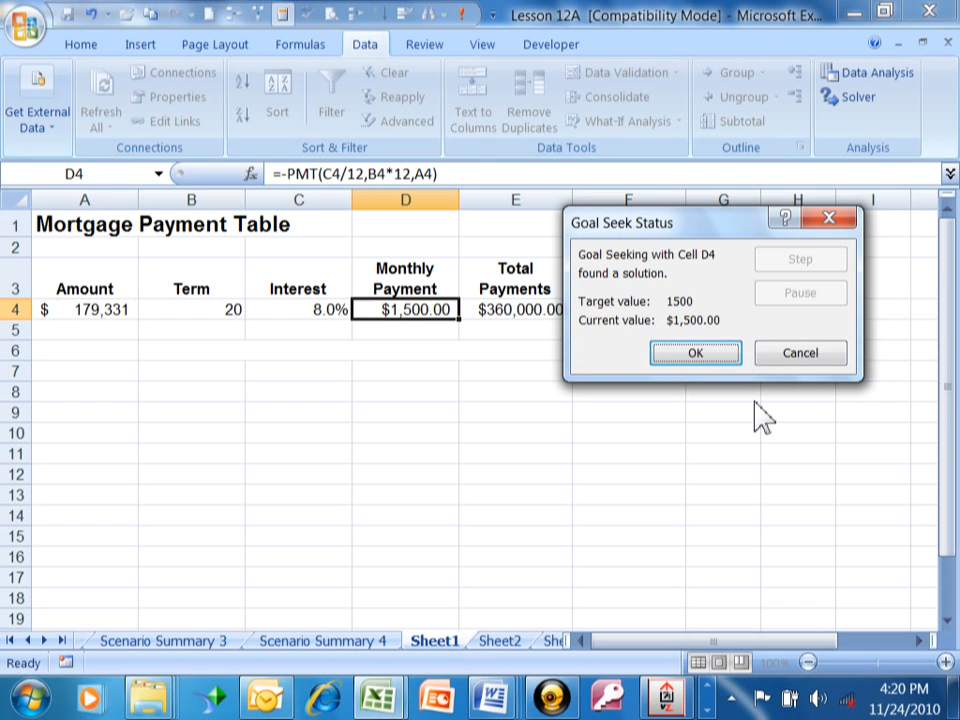 Lesson 12A [Compatibility Mode] - Microsoft Ex...
Home Insert Page Layout Formulas Data Review View Developer
Get External Data
Refresh All
Connections
Properties
Edit Links
Connections
Sort
Filter
Clear
Reapply
Advanced
Sort & Filter
Text to Columns
Remove Duplicates
Data Validation
Consolidate
What-If Analysis
Data Tools
Group
Ungroup
Subtotal
Outline
Data Analysis
Solver
Analysis
D4 fx =-PMT(C4/12,B4*12,A4)
A B C D E F G H I
1 Mortgage Payment Table
2
Monthly Total
3 Amount Term Interest Payment Payments
4 $ 179,331 20 8.0% $1,500.00 $360,000.00
5
6
7
8
9
10
11
12
13
14
15
16
17
18
19
Goal Seek Status
Goal Seeking with Cell D4
found a solution.
Target value: 1500
Current value: $1,500.00
Step
Pause
OK Cancel
Scenario Summary 3 Scenario Summary 4 Sheet1 Sheet2 She
Ready 100%
4:20 PM
11/24/2010